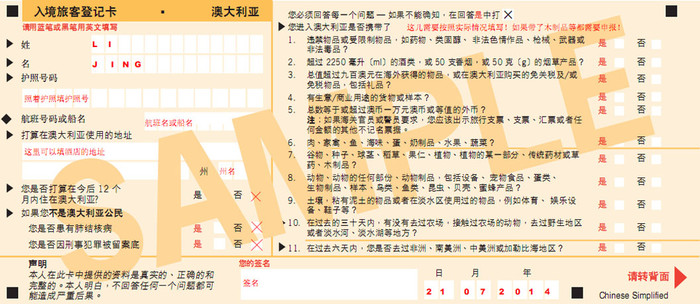 入境旅客登记卡 • 澳大利亚
请用蓝笔或黑笔用英文填写
姓 LI
名 JING
护照号码
照着护照填护照号
航班号码或船名 航班名或船名
打算在澳大利亚使用的地址
这里可以填酒店的地址
州 州名
您是否打算在今后 12 个
月内住在澳大利亚? 是 否
如果您不是澳大利亚公民
您是否患有肺结核病 是 否
您是否因刑事犯罪被留案底 是 否
声明
本人在此卡中提供的资料是真实的、正确的和
完整的。本人明白,不回答任何一个问题都可
能造成严重后果。
您的签名
签名
您必须回答每一个问题 — 如果不能确知,在回答是中打 X
您进入澳大利亚是否携带了 这儿需要按照实际情况填写!如果带了木制品等都需要申报!
1. 违禁物品或受限制物品,如药物、类固醇、非法色情作品、枪械、武器或
非法毒品? 是 否
2. 超过 2250 毫升 (ml) 的酒类,或 50 支香烟,或 50 克 (g) 的烟草产品? 是 否
3. 总值超过九百澳元在海外获得的物品,或在澳大利亚购买的免关税及/或
免税物品,包括礼品? 是 否
4. 有生意/商业用途的货物或样本? 是 否
5. 总数等于或超过澳币一万元澳币或等值的外币? 是 否
注:如果海关官员或警员要求,您应该出示旅行支票、支票、汇票或者任
何金额的其他不记名票据。
6. 肉、家禽、鱼、海味、蛋、奶制品、水果、蔬菜? 是 否
7. 谷物、种子、球茎、稻草、果仁、植物、植物的某一部分、传统药材或草
药、木制品? 是 否
8. 动物、动物的任何部份、动物制品,包括设备、宠物食品、蛋类、
生物制品、样本、鸟类、鱼类、昆虫、贝壳、蜜蜂产品? 是 否
9. 土壤,粘有泥土的物品或者在淡水区使用过的物品,例如体育、娱乐设
备、鞋子等? 是 否
10. 在过去的三十天内,有没有去过农场,接触过农场的动物,去过野生地区
或者淡水河、淡水湖等地方? 是 否
11. 在过去六天内,您是否去过非洲、南美洲、中美洲或加勒比海地区? 是 否
日 月 年
21 07 2014
请转背面
Chinese Simplified
SAMPLE